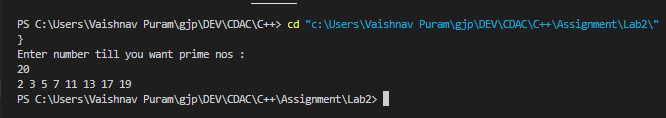 PS C:\Users\Vaishnav Puram\gjp\DEV\CDAC\C++> cd "c:\Users\Vaishnav Puram\gjp\DEV\CDAC\C++\Assignment\Lab2\"
}
Enter number till you want prime nos :
20
2 3 5 7 11 13 17 19
PS C:\Users\Vaishnav Puram\gjp\DEV\CDAC\C++\Assignment\Lab2>